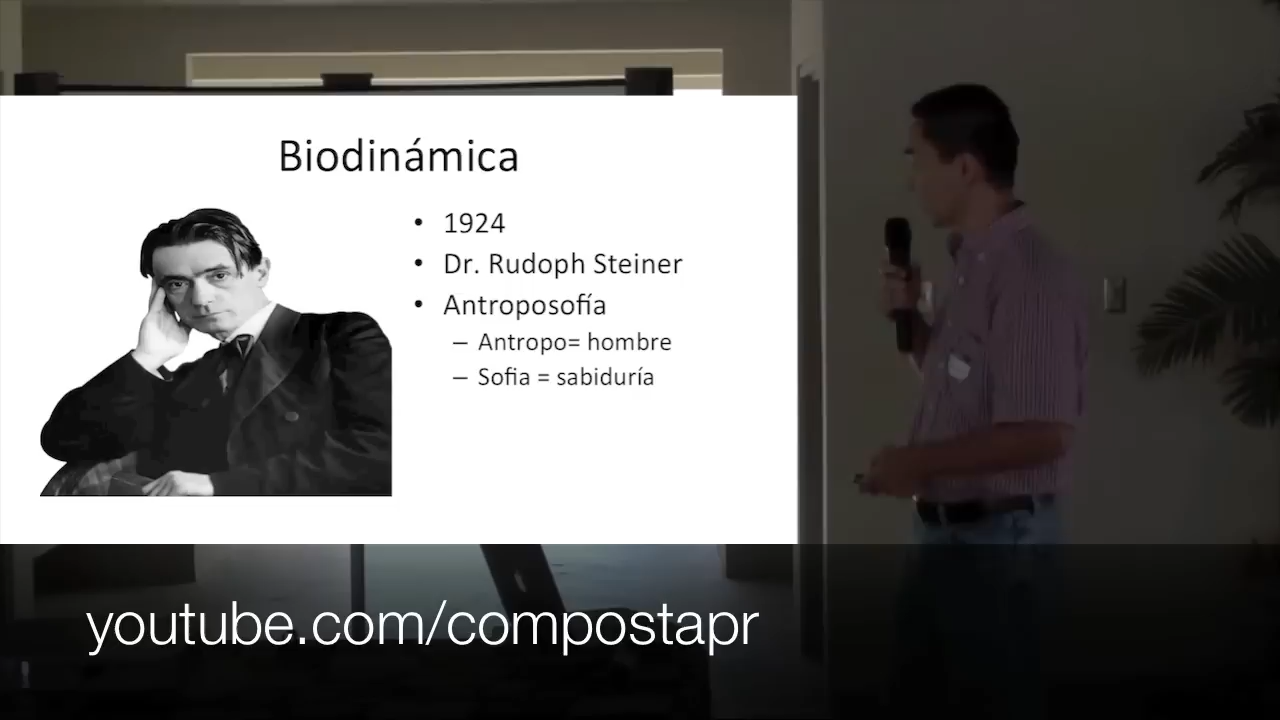 Biodinámica
• 1924
• Dr. Rudoph Steiner
• Antroposofía
– Antropo= hombre
– Sofia = sabiduría
youtube.com/compostapr